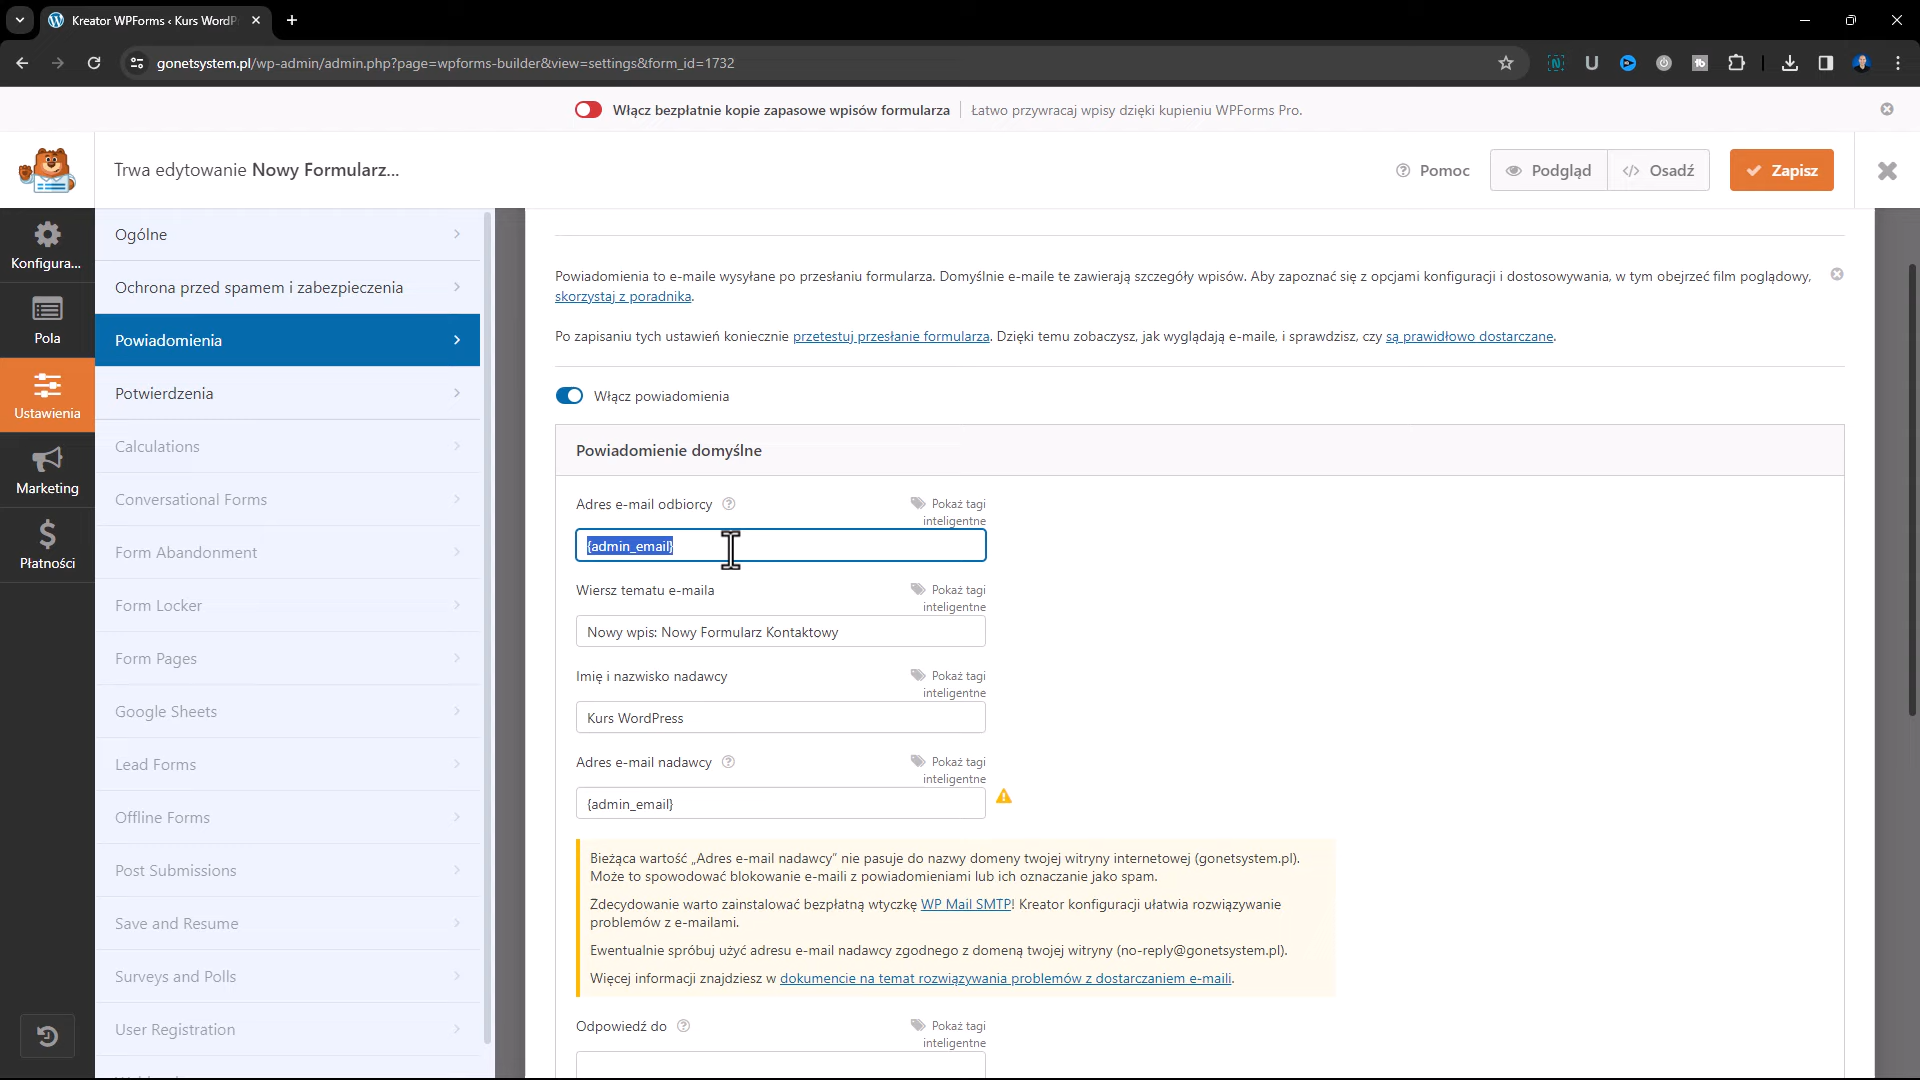 Kreator WPForms ‹ Kurs WordP
gonetsystem.pl/wp-admin/admin.php?page=wpforms-builder&view=settings&form_id=1732
Włącz bezpłatnie kopie zapasowe wpisów formularza
Łatwo przywracaj wpisy dzięki kupieniu WPForms Pro.
Trwa edytowanie Nowy Formularz...
Pomoc
Podgląd
Osadź
Zapisz
Konfigura...
Pola
Ustawienia
Marketing
Płatności
Ogólne
Ochrona przed spamem i zabezpieczenia
Powiadomienia
Potwierdzenia
Calculations
Conversational Forms
Form Abandonment
Form Locker
Form Pages
Google Sheets
Lead Forms
Offline Forms
Post Submissions
Save and Resume
Surveys and Polls
User Registration
Powiadomienia to e-maile wysyłane po przesłaniu formularza. Domyślnie e-maile te zawierają szczegóły wpisów. Aby zapoznać się z opcjami konfiguracji i dostosowywania, w tym obejrzeć film poglądowy,
skorzystaj z poradnika.
Po zapisaniu tych ustawień koniecznie przetestuj przesłanie formularza. Dzięki temu zobaczysz, jak wyglądają e-maile, i sprawdzisz, czy są prawidłowo dostarczane.
Włącz powiadomienia
Powiadomienie domyślne
Adres e-mail odbiorcy
Pokaż tagi
inteligentne
{admin_email}
Wiersz tematu e-maila
Pokaż tagi
inteligentne
Nowy wpis: Nowy Formularz Kontaktowy
Imię i nazwisko nadawcy
Pokaż tagi
inteligentne
Kurs WordPress
Adres e-mail nadawcy
Pokaż tagi
inteligentne
{admin_email}
Bieżąca wartość „Adres e-mail nadawcy” nie pasuje do nazwy domeny twojej witryny internetowej (gonetsystem.pl).
Może to spowodować blokowanie e-maili z powiadomieniami lub ich oznaczanie jako spam.
Zdecydowanie warto zainstalować bezpłatną wtyczkę WP Mail SMTP! Kreator konfiguracji ułatwia rozwiązywanie
problemów z e-mailami.
Ewentualnie spróbuj użyć adresu e-mail nadawcy zgodnego z domeną twojej witryny (no-reply@gonetsystem.pl).
Więcej informacji znajdziesz w dokumencie na temat rozwiązywania problemów z dostarczaniem e-maili.
Odpowiedź do
Pokaż tagi
inteligentne